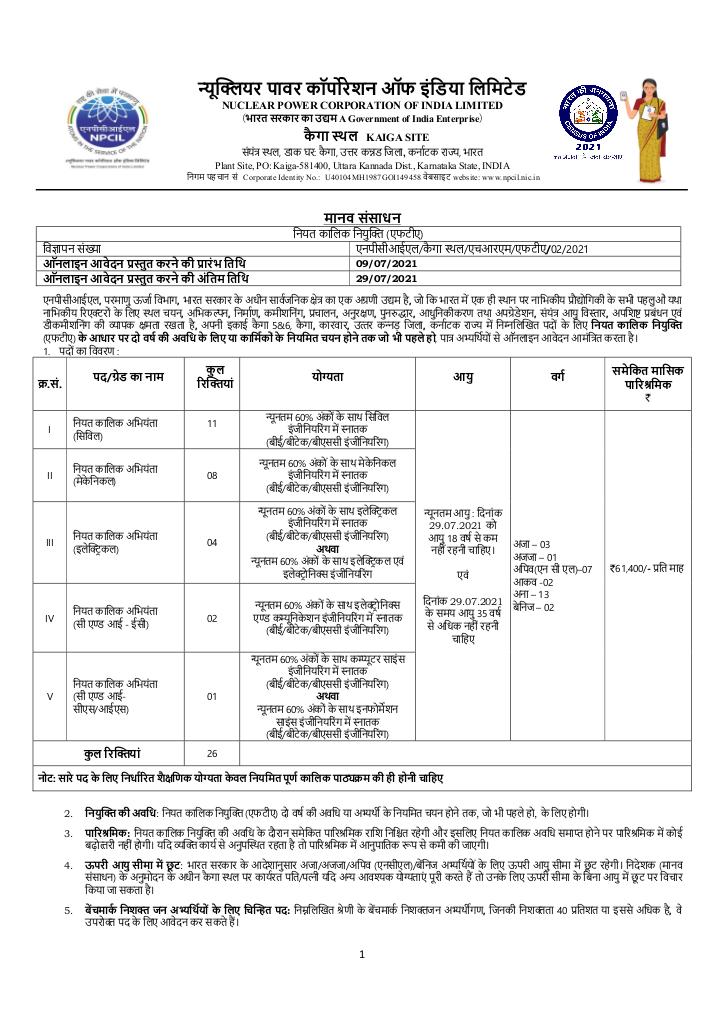 न्यूक्लियर पावर कॉर्पोरेशन ऑफ इंडिया लिमिटेड
NUCLEAR POWER CORPORATION OF INDIA LIMITED
(भारत सरकार का उद्यम A Government of India Enterprise)
कैगा स्थल KAIGA SITE
संयंत्र स्थल, डाक घर: कैगा, उत्तर कन्नड जिला, कर्नाटक राज्य, भारत
Plant Site, PO: Kaiga-581400, Uttara Kannada Dist., Karnataka State, INDIA
निगम पहचान सं Corporate Identity No.: U40104MH1987GOI149458 वेबसाइट website: www.npcil.nic.in
एनपीसीआईएल
NPCIL
Nuclear Power Corporation of India Limited
CENSUS OF INDIA
2021
मानव संसाधन
नियत कालिक नियुक्ति (एफटीए)
विज्ञापन संख्या एनपीसीआईएल/कैगा स्थल/एचआरएम/एफटीए/02/2021
ऑनलाइन आवेदन प्रस्तुत करने की प्रारंभ तिथि 09/07/2021
ऑनलाइन आवेदन प्रस्तुत करने की अंतिम तिथि 29/07/2021
एनपीसीआईएल, परमाणु ऊर्जा विभाग, भारत सरकार के अधीन सार्वजनिक क्षेत्र का एक अग्रणी उद्यम है, जो कि भारत में एक ही स्थान पर नाभिकीय प्रौद्योगिकी के सभी पहलुओं यथा
नाभिकीय रिएक्टरों के लिए स्थल चयन, अभिकल्पन, निर्माण, कमीशनिंग, प्रचालन, अनुरक्षण, पुनरुद्धार, आधुनिकीकरण तथा अपग्रेडेशन, संयंत्र आयु विस्तार, अपशिष्ट प्रबंधन एवं
डीकमीशनिंग की व्यापक क्षमता रखता है, अपनी इकाई कैगा 5&6, कैगा, कारवार, उत्तर कन्नड़ जिला, कर्नाटक राज्य में निम्नलिखित पदों के लिए नियत कालिक नियुक्ति
(एफटीए) के आधार पर दो वर्ष की अवधि के लिए या कार्मिकों के नियमित चयन होने तक जो भी पहले हो, पात्र अभ्यर्थियों से ऑनलाइन आवेदन आमंत्रित करता है।
1. पदों का विवरण :
क्र.सं. पद/ग्रेड का नाम कुल रिक्तियां योग्यता आयु वर्ग समेकित मासिक पारिश्रमिक ₹
I नियत कालिक अभियंता (सिविल) 11 न्यूनतम 60% अंकों के साथ सिविल
इंजीनियरिंग में स्नातक
(बीई/बीटेक/बीएससी इंजीनियरिंग)
II नियत कालिक अभियंता (मेकेनिकल) 08 न्यूनतम 60% अंकों के साथ मेकेनिकल
इंजीनियरिंग में स्नातक
(बीई/बीटेक/बीएससी इंजीनियरिंग)
III नियत कालिक अभियंता (इलेक्ट्रिकल) 04 न्यूनतम 60% अंकों के साथ इलेक्ट्रिकल
इंजीनियरिंग में स्नातक
(बीई/बीटेक/बीएससी इंजीनियरिंग)
अथवा
न्यूनतम 60% अंकों के साथ इलेक्ट्रिकल एवं
इलेक्ट्रोनिक्स इंजीनियरिंग
IV नियत कालिक अभियंता (सी एण्ड आई - ईसी) 02 न्यूनतम 60% अंकों के साथ इलेक्ट्रोनिक्स
एण्ड कम्यूनिकेशन इंजीनियरिंग में स्नातक
(बीई/बीटेक/बीएससी इंजीनियरिंग)
V नियत कालिक अभियंता (सी एण्ड आई- सीएस/आईएस) 01 न्यूनतम 60% अंकों के साथ कम्प्यूटर साइंस
इंजीनियरिंग में स्नातक
(बीई/बीटेक/बीएससी इंजीनियरिंग)
अथवा
न्यूनतम 60% अंकों के साथ इनफोर्मेशन
साइंस इंजीनियरिंग में स्नातक
(बीई/बीटेक/बीएससी इंजीनियरिंग)
न्यूनतम आयु : दिनांक
29.07.2021 को
आयु 18 वर्ष से कम
नहीं रहनी चाहिए।
एवं
दिनांक 29.07.2021
के समय आयु 35 वर्ष
से अधिक नहीं रहनी
चाहिए
अजा – 03
अजजा – 01
अपिव(एन सी एल)–07
आकव -02
अना – 13
बेनिज – 02
₹61,400/- प्रति माह
कुल रिक्तियां 26
नोट: सारे पद के लिए निर्धारित शैक्षणिक योग्यता केवल नियमित पूर्ण कालिक पाठ्यक्रम की ही होनी चाहिए
2. नियुक्ति की अवधि: नियत कालिक नियुक्ति (एफटीए) दो वर्ष की अवधि या अभ्यर्थी के नियमित चयन होने तक, जो भी पहले हो, के लिए होगी।
3. पारिश्रमिक: नियत कालिक नियुक्ति की अवधि के दौरान समेकित पारिश्रमिक राशि निश्चित रहेगी और इसलिए नियत कालिक अवधि समाप्त होने पर पारिश्रमिक में कोई
बढ़ोत्तरी नहीं होगी। यदि व्यक्ति कार्य से अनुपस्थित रहता है तो पारिश्रमिक में आनुपातिक रूप से कमी की जाएगी।
4. ऊपरी आयु सीमा में छूट: भारत सरकार के आदेशानुसार अजा/अजजा/अपिव (एनसीएल)/बेनिज अभ्यर्थियों के लिए ऊपरी आयु सीमा में छूट रहेगी। निदेशक (मानव
संसाधन) के अनुमोदन के अधीन कैगा स्थल पर कार्यरत पति/पत्नी यदि अन्य आवश्यक योग्यताएं पूरी करते हैं तो उनके लिए ऊपरी सीमा के बिना आयु में छूट पर विचार
किया जा सकता है।
5. बेंचमार्क निशक्त जन अभ्यर्थियों के लिए चिन्हित पद: निम्नलिखित श्रेणी के बेंचमार्क निशक्तजन अभ्यर्थीगण, जिनकी निशक्तता 40 प्रतिशत या इससे अधिक है, वे
उपरोक्त पद के लिए आवेदन कर सकते हैं।
1